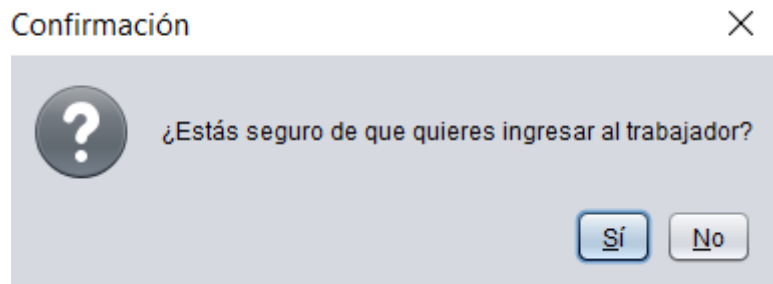 Confirmación
¿Estás seguro de que quieres ingresar al trabajador?
Sí No